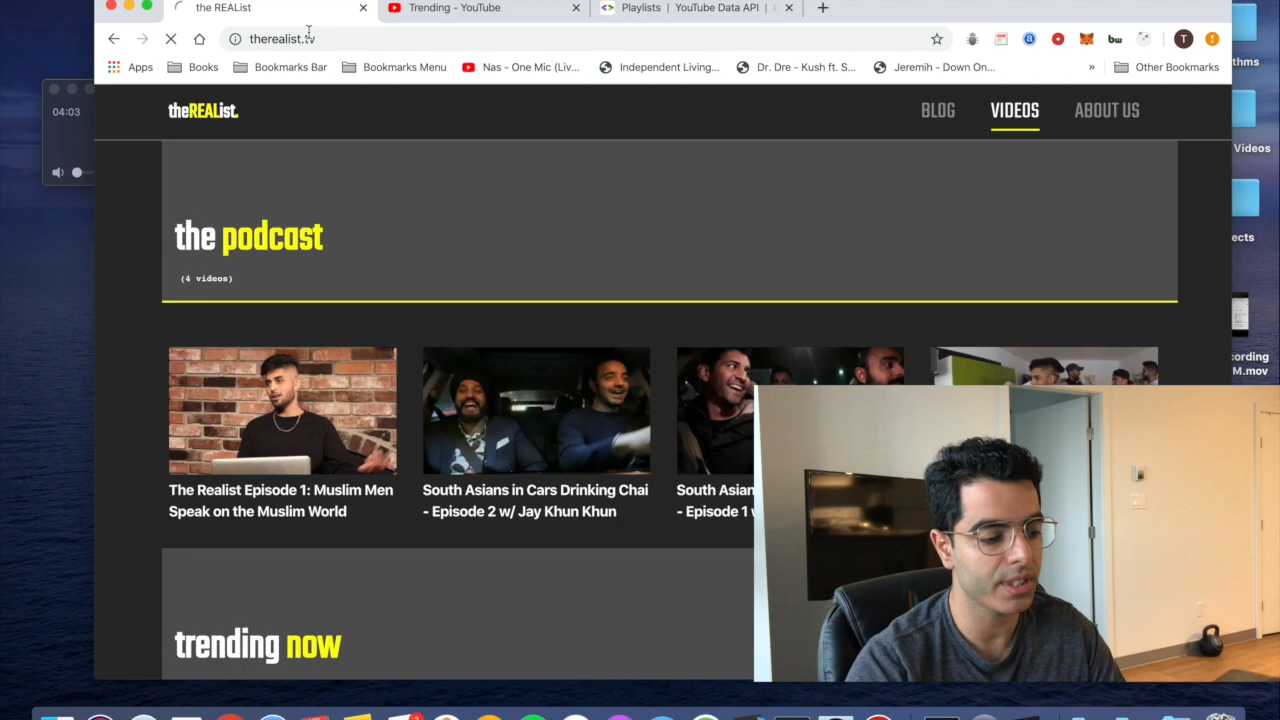 the REAList
Trending - YouTube
Playlists | YouTube Data API |
therealist.tv
Apps
Books
Bookmarks Bar
Bookmarks Menu
Nas - One Mic (Liv...
Independent Living...
Dr. Dre - Kush ft. S...
Jeremih - Down On...
»
Other Bookmarks
T
bw
04:03
theREAList.
BLOG
VIDEOS
ABOUT US
the podcast
(4 videos)
The Realist Episode 1: Muslim Men
Speak on the Muslim World
South Asians in Cars Drinking Chai
- Episode 2 w/ Jay Khun Khun
South Asian
- Episode 1
trending now
thms
Videos
ects
cording
M.mov